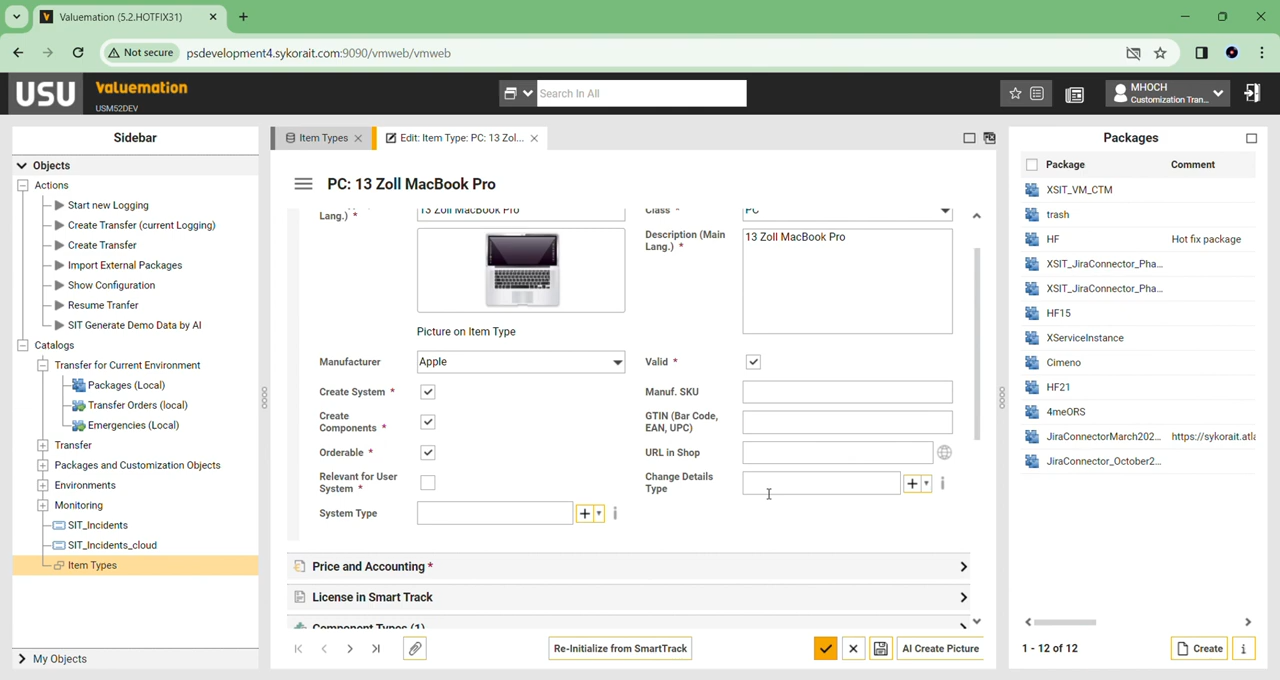 Valuemation (5.2.HOTFIX31)
Not secure psdevelopment4.sykorait.com:9090/vmweb/vmweb
USU Valuemation
USM52DEV
Search In All
MHOCH
Customization Tran...
Sidebar
Objects
Actions
Start new Logging
Create Transfer (current Logging)
Create Transfer
Import External Packages
Show Configuration
Resume Tranfer
SIT Generate Demo Data by AI
Catalogs
Transfer for Current Environment
Packages (Local)
Transfer Orders (local)
Emergencies (Local)
Transfer
Packages and Customization Objects
Environments
Monitoring
SIT_Incidents
SIT_Incidents_cloud
Item Types
My Objects
Item Types
Edit: Item Type: PC: 13 Zol...
PC: 13 Zoll MacBook Pro
Lang.) * 13 Zoll MacBook Pro
Class * PC
Description (Main Lang.) * 13 Zoll MacBook Pro
Picture on Item Type
Manufacturer Apple
Valid *
Create System *
Manuf. SKU
Create Components *
GTIN (Bar Code, EAN, UPC)
Orderable *
URL in Shop
Relevant for User System *
Change Details Type
System Type
Price and Accounting *
License in Smart Track
Component Types (1)
Re-Initialize from SmartTrack
AI Create Picture
Packages
Package Comment
XSIT_VM_CTM
trash
HF Hot fix package
XSIT_JiraConnector_Pha...
XSIT_JiraConnector_Pha...
HF15
XServiceInstance
Cimeno
HF21
4meORS
JiraConnectorMarch202... https://sykorait.atla
JiraConnector_October2...
1 - 12 of 12
Create